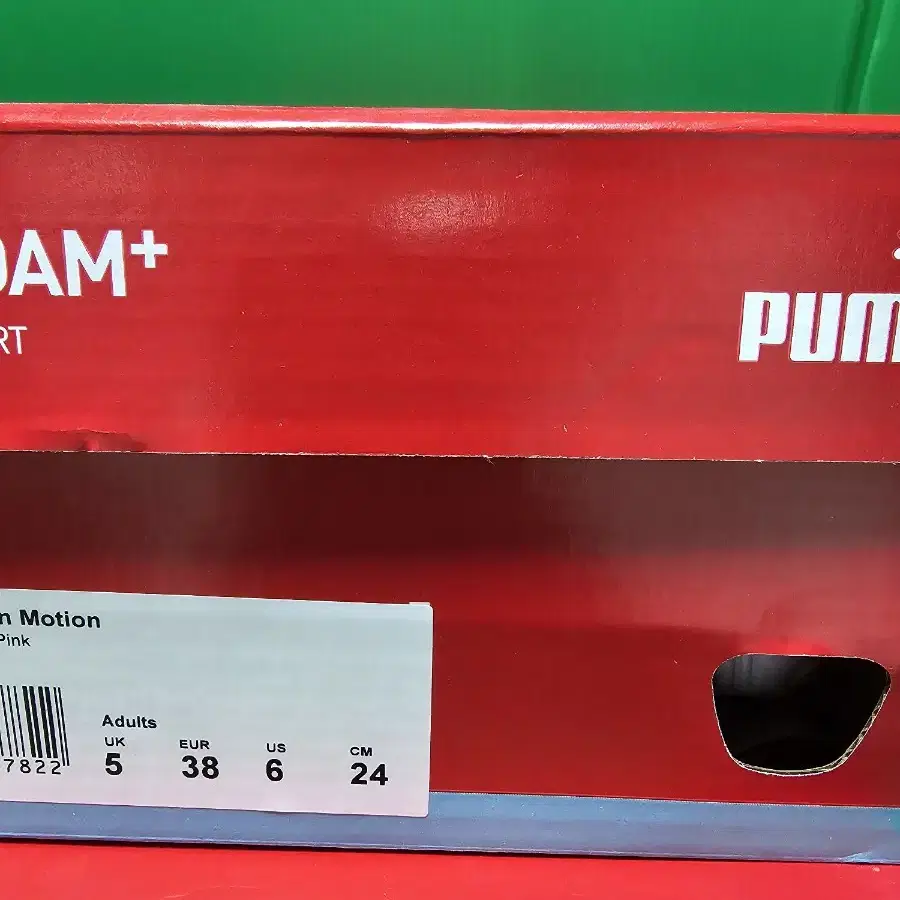 OAM+
RT
PUM
n Motion
Pink
7822
Adults
UK EUR US CM
5 38 6 24